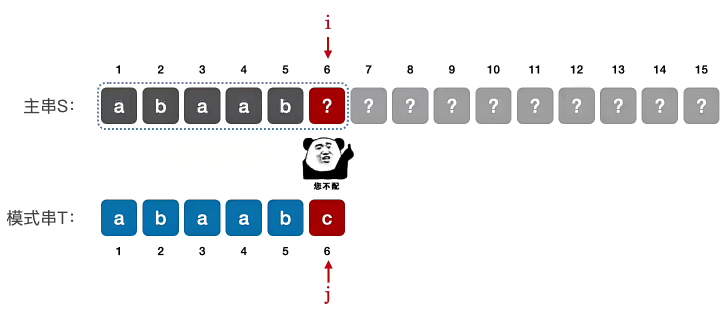 i
1 2 3 4 5 6 7 8 9 10 11 12 13 14 15
主串S： a b a a b ? ? ? ? ? ? ? ? ? ?
您不配
模式串T： a b a a b c
1 2 3 4 5 6
j